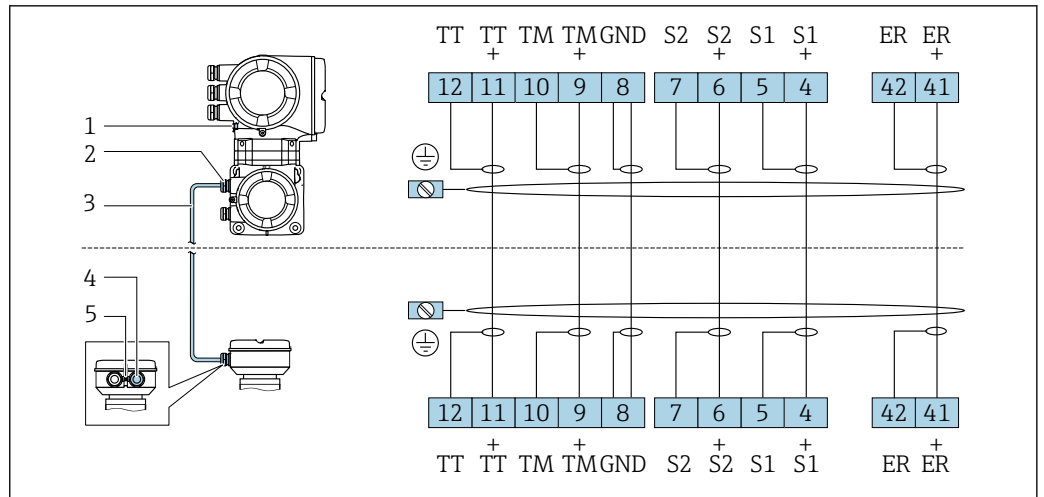 TT TT TM TM GND S2 S2 S1 S1 ER ER
+ + + + +
12 11 10 9 8 7 6 5 4 42 41
1
2
3
4
5
12 11 10 9 8 7 6 5 4 42 41
+ + + + +
TT TT TM TM GND S2 S2 S1 S1 ER ER